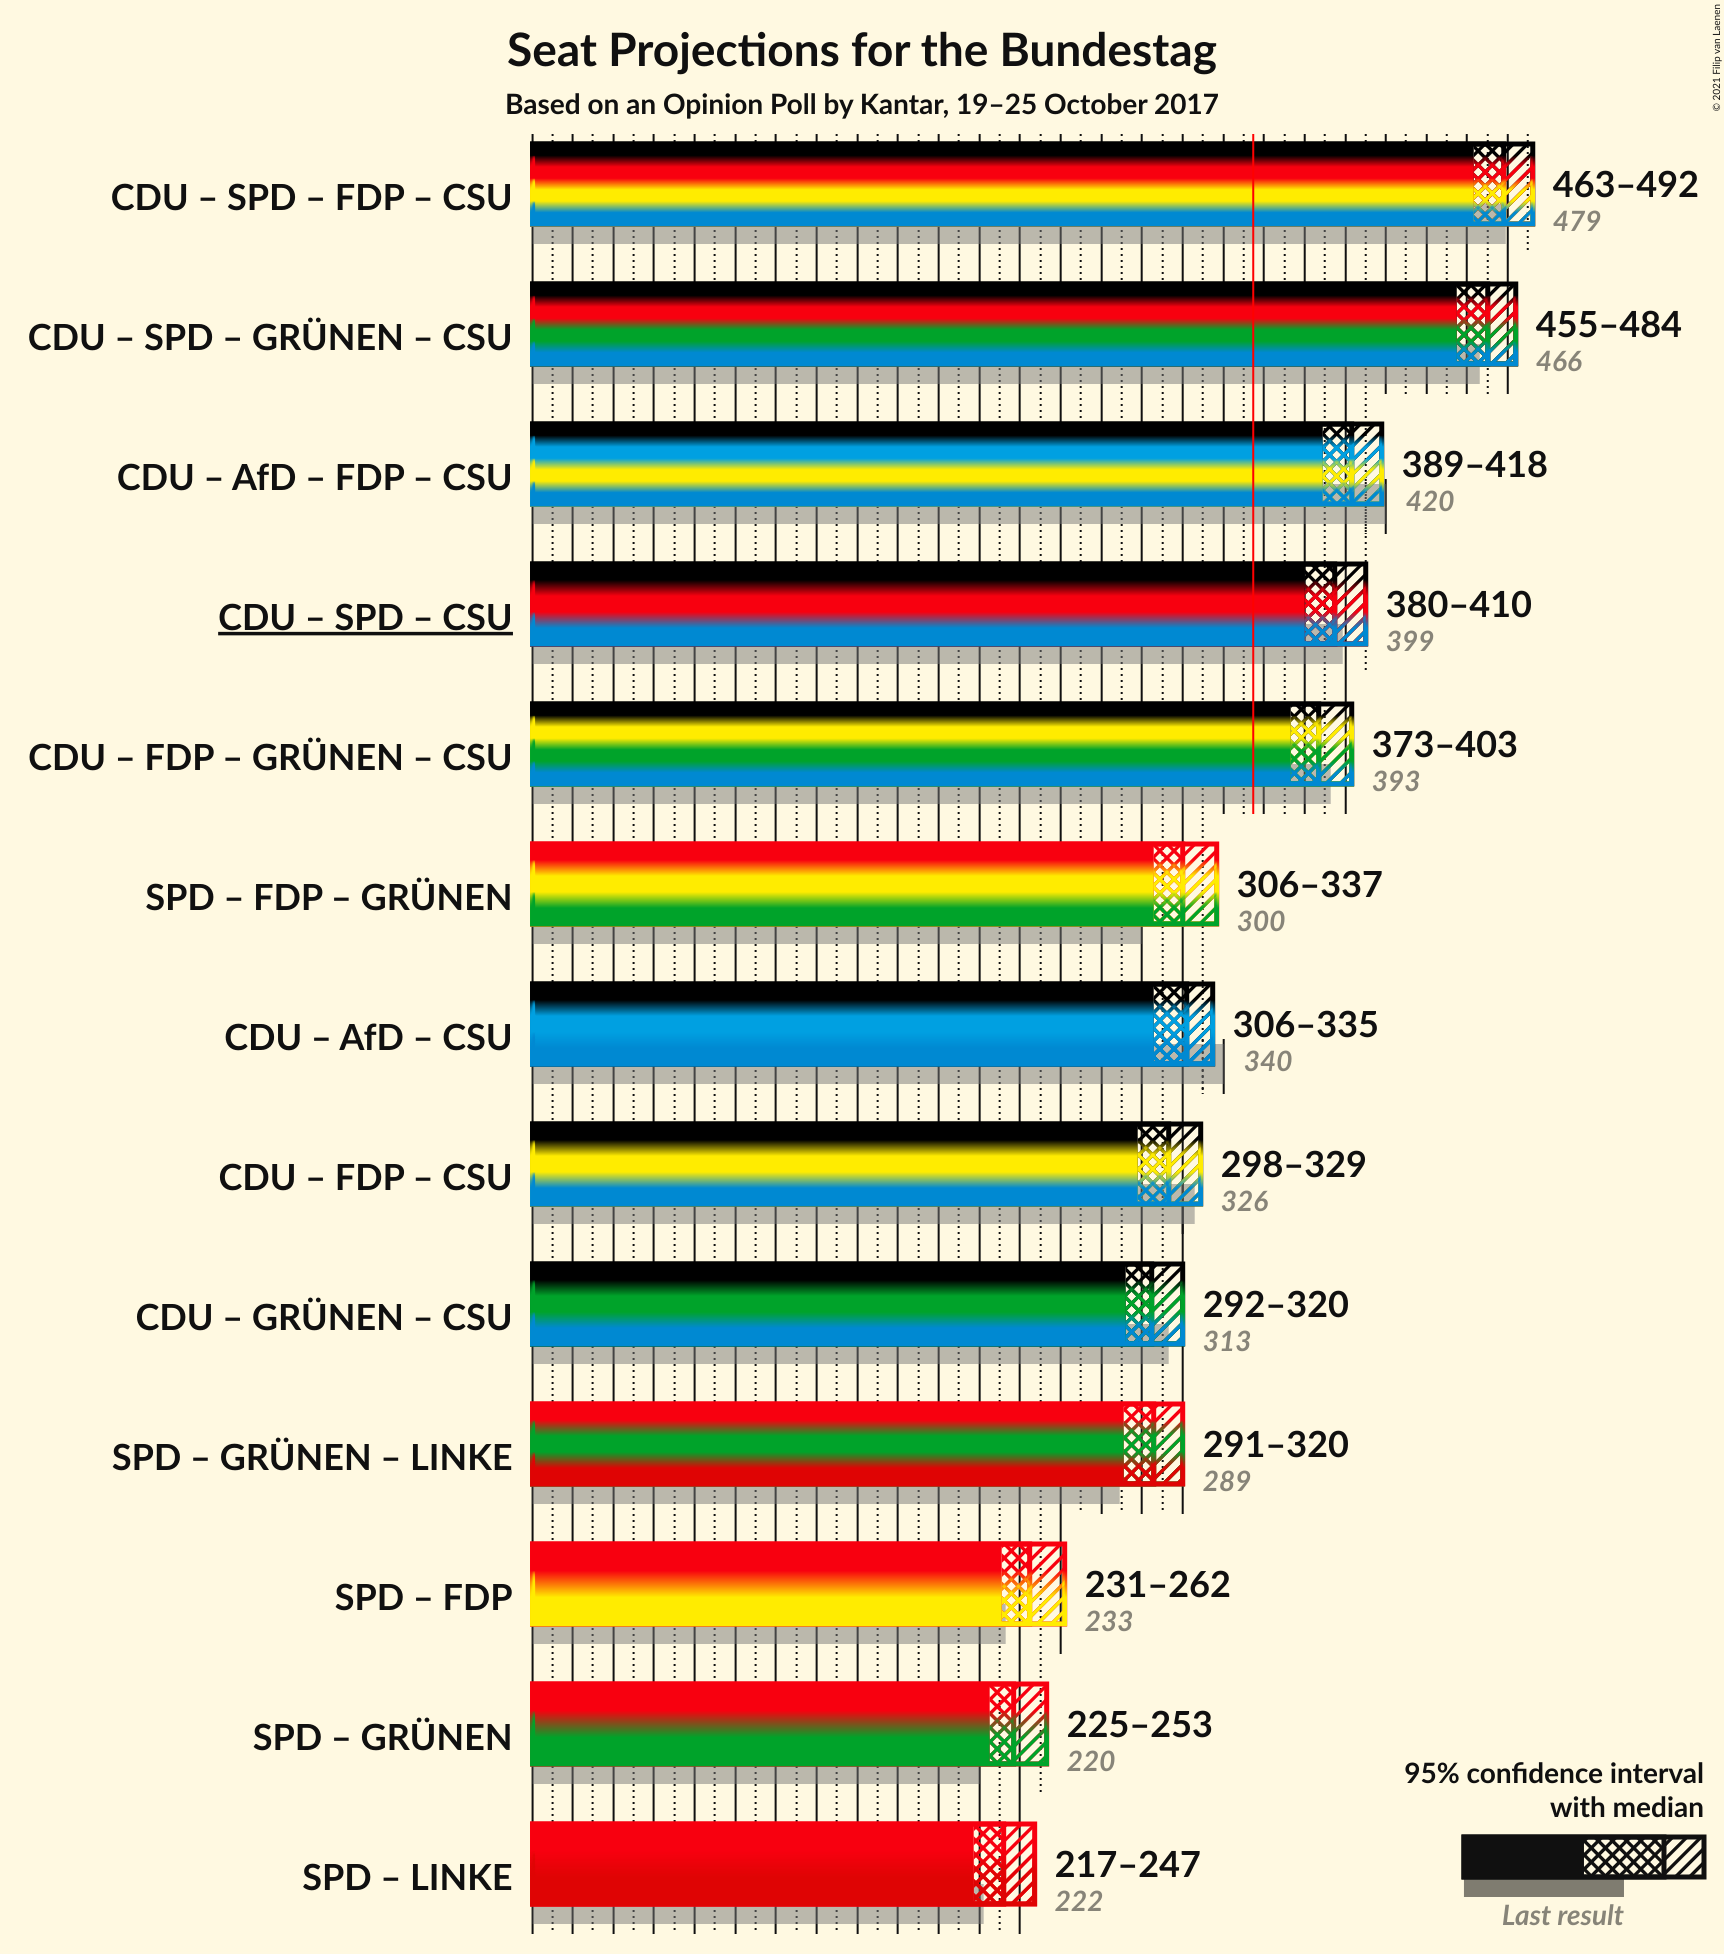 Seat Projections for the Bundestag
Based on an Opinion Poll by Kantar, 19–25 October 2017
© 2021 Filip van Laenen
CDU – SPD – FDP – CSU
463–492
479
CDU – SPD – GRÜNEN – CSU
455–484
466
CDU – AfD – FDP – CSU
389–418
420
CDU – SPD – CSU
380–410
399
CDU – FDP – GRÜNEN – CSU
373–403
393
SPD – FDP – GRÜNEN
306–337
300
CDU – AfD – CSU
306–335
340
CDU – FDP – CSU
298–329
326
CDU – GRÜNEN – CSU
292–320
313
SPD – GRÜNEN – LINKE
291–320
289
SPD – FDP
231–262
233
SPD – GRÜNEN
225–253
220
SPD – LINKE
217–247
222
95% confidence interval
with median
Last result